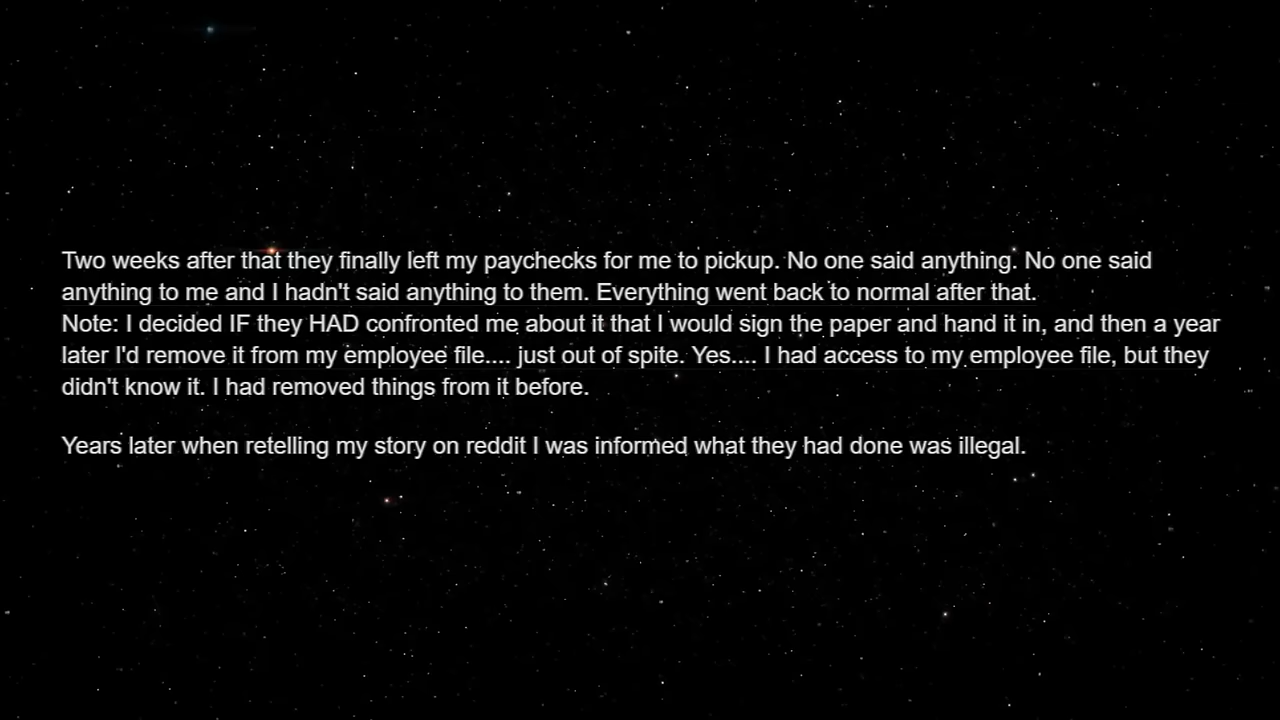 Two weeks after that they finally left my paychecks for me to pickup. No one said anything. No one said
anything to me and I hadn't said anything to them. Everything went back to normal after that.
Note: I decided IF they HAD confronted me about it that I would sign the paper and hand it in, and then a year
later I'd remove it from my employee file.... just out of spite. Yes.... I had access to my employee file, but they
didn't know it. I had removed things from it before.
Years later when retelling my story on reddit I was informed what they had done was illegal.